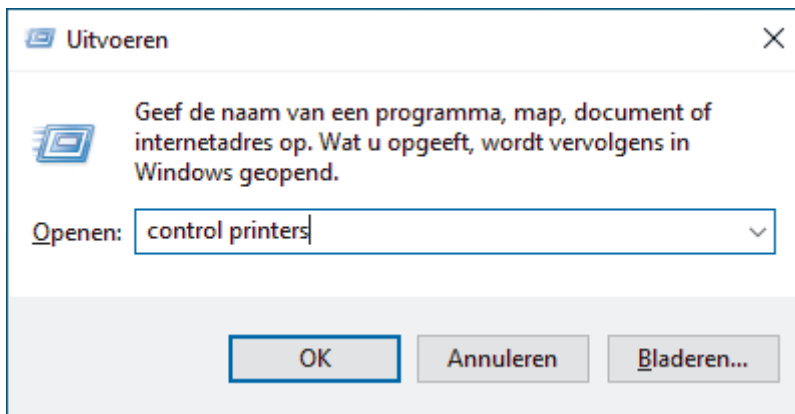 Uitvoeren
Geef de naam van een programma, map, document of
internetadres op. Wat u opgeeft, wordt vervolgens in
Windows geopend.
Openen: control printers
OK Annuleren Bladeren...